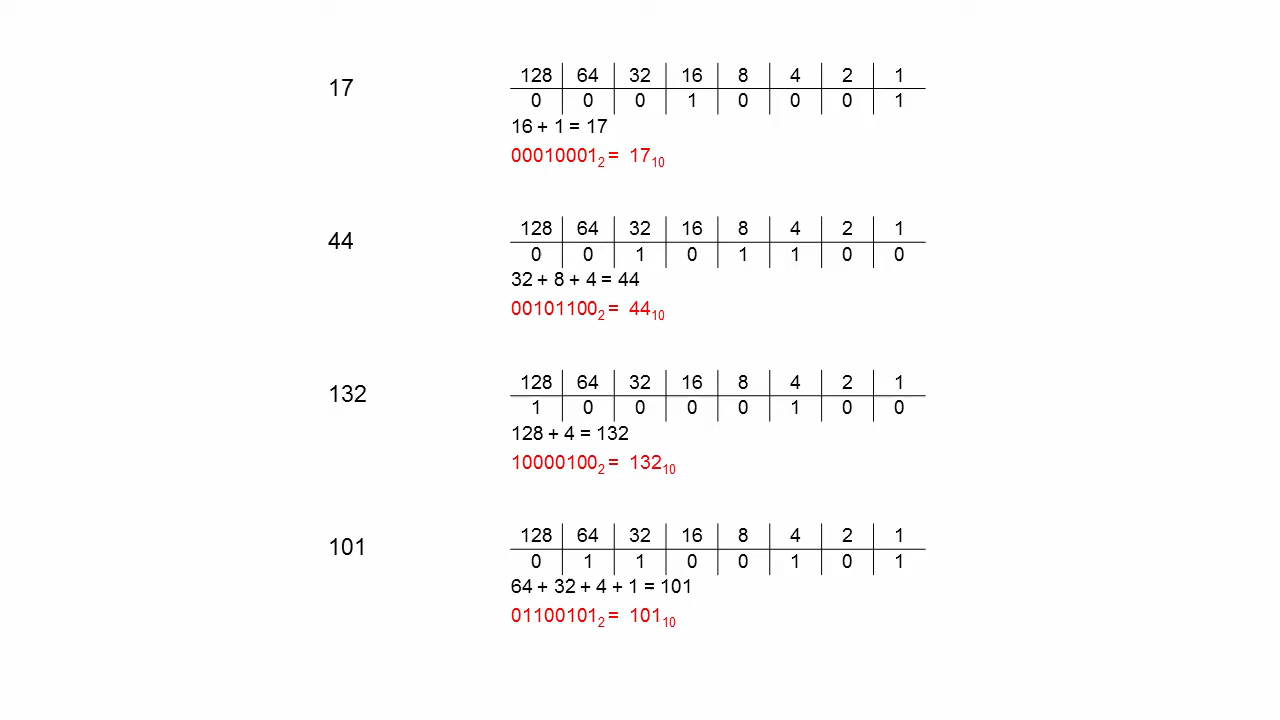 17
128 64 32 16 8 4 2 1
0 0 0 1 0 0 0 1
16 + 1 = 17
00010001₂ = 17₁₀
44
128 64 32 16 8 4 2 1
0 0 1 0 1 1 0 0
32 + 8 + 4 = 44
00101100₂ = 44₁₀
132
128 64 32 16 8 4 2 1
1 0 0 0 0 1 0 0
128 + 4 = 132
10000100₂ = 132₁₀
101
128 64 32 16 8 4 2 1
0 1 1 0 0 1 0 1
64 + 32 + 4 + 1 = 101
01100101₂ = 101₁₀